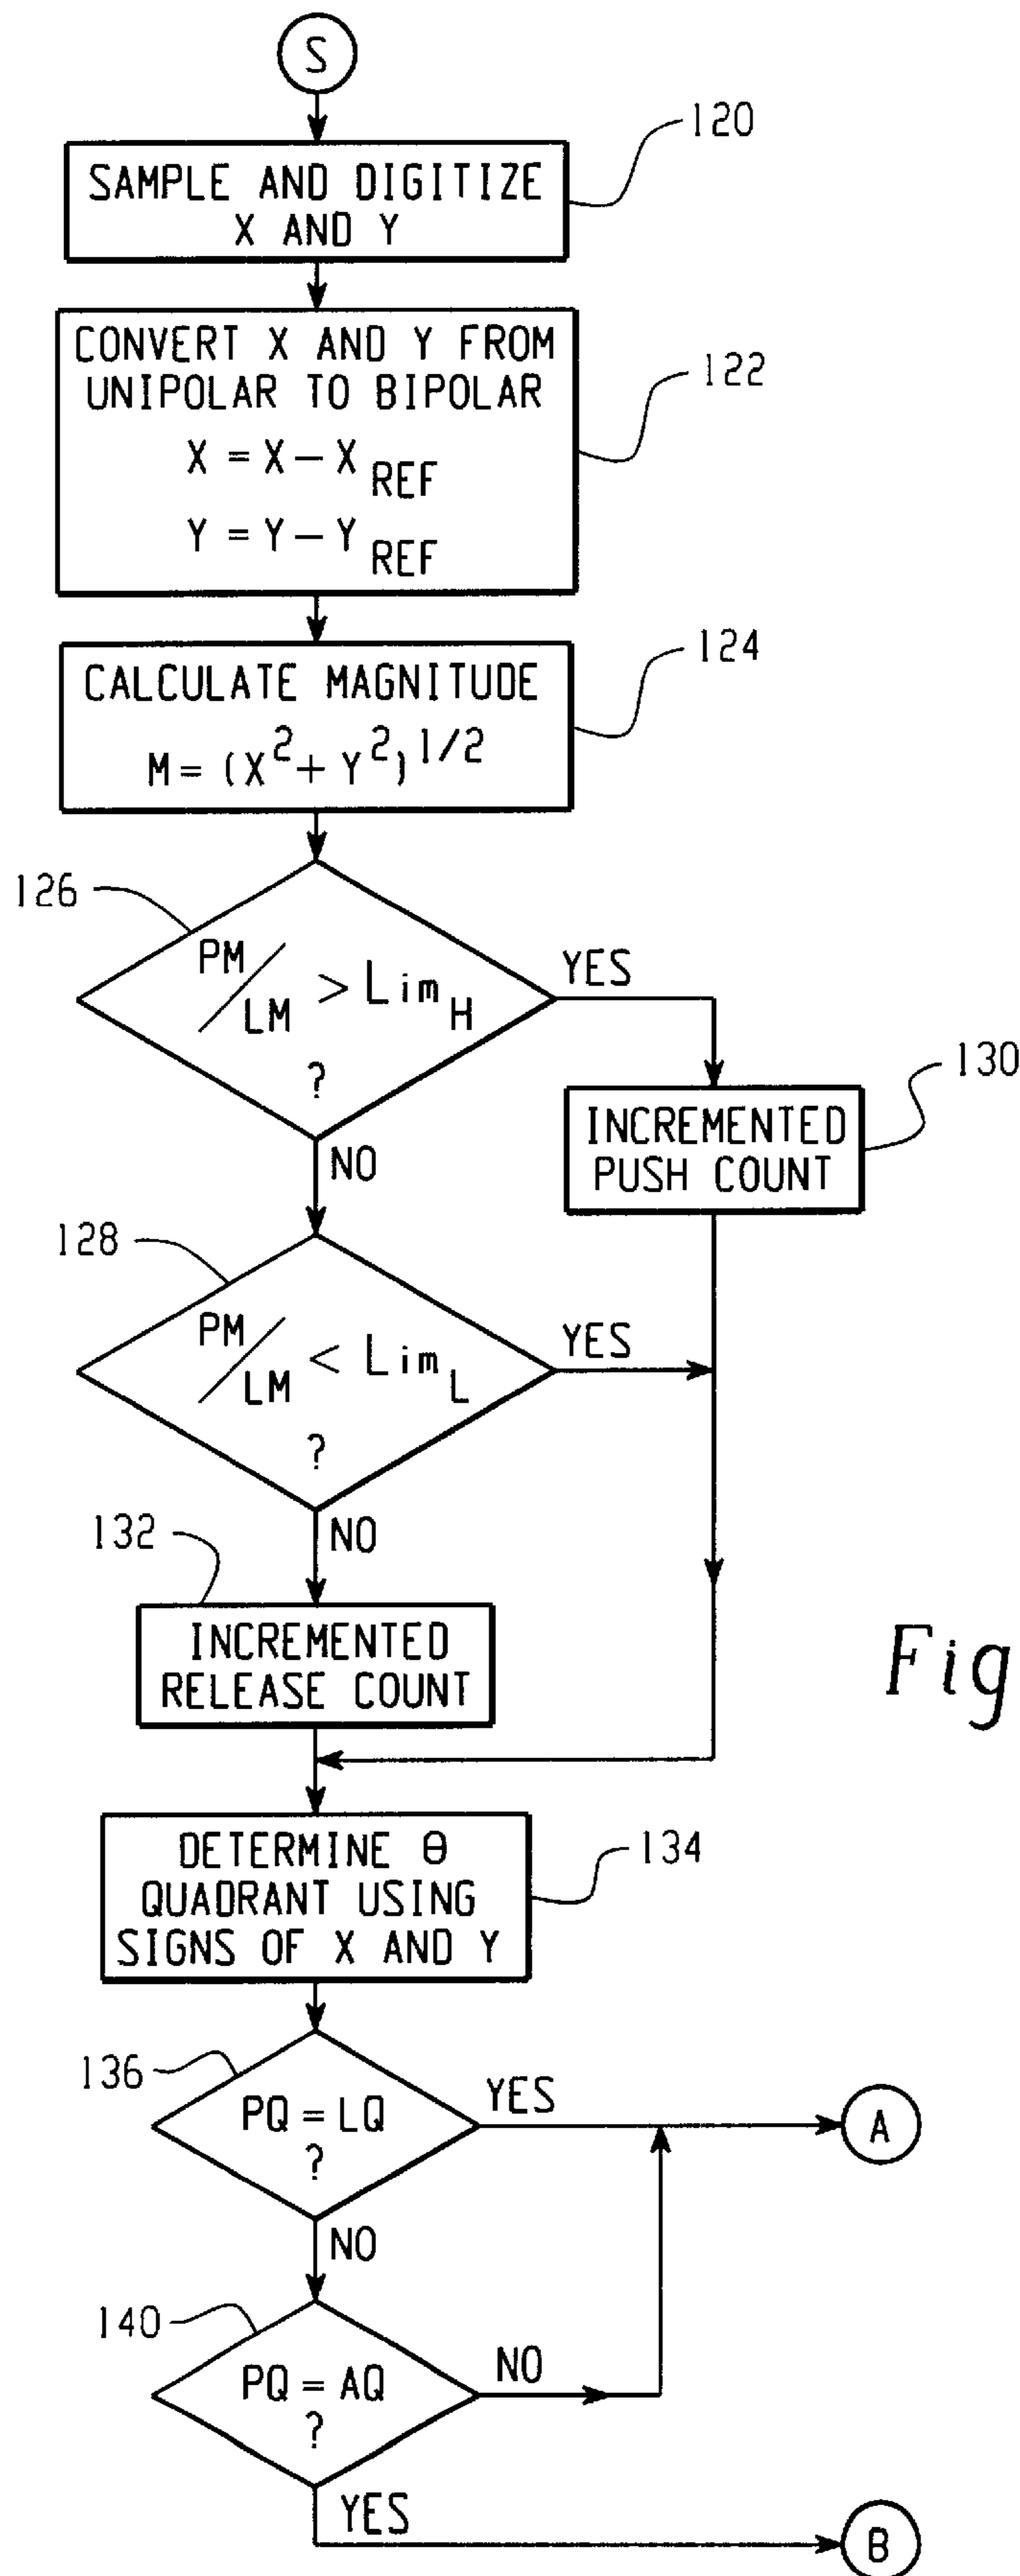 S
120
SAMPLE AND DIGITIZE
X AND Y
CONVERT X AND Y FROM
UNIPOLAR TO BIPOLAR
X = X – X REF
Y = Y – Y REF
122
CALCULATE MAGNITUDE
M = (X² + Y²)^1/2
124
126
PM/LM > Lim H
?
YES
NO
130
INCREMENTED
PUSH COUNT
128
PM/LM < Lim L
?
YES
NO
132
INCREMENTED
RELEASE COUNT
Fig
DETERMINE θ
QUADRANT USING
SIGNS OF X AND Y
134
136
PQ = LQ
?
YES
A
NO
140
PQ = AQ
?
NO
YES
B